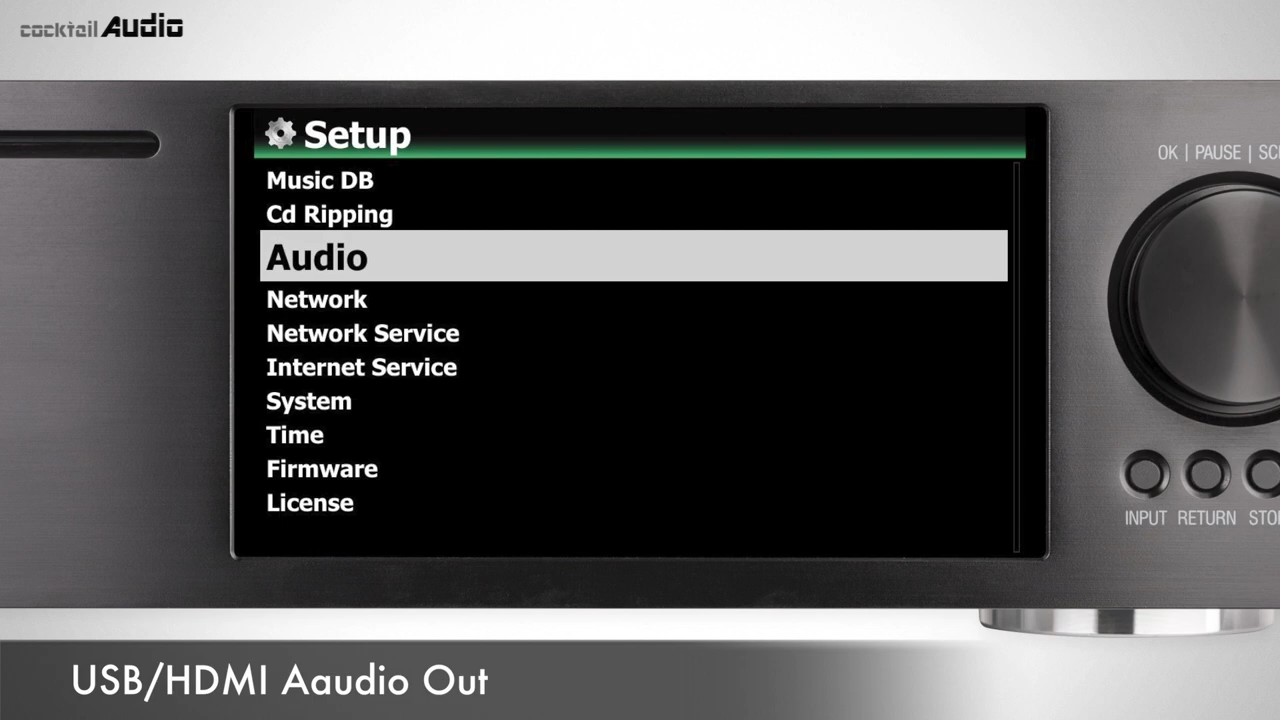 cocktail Audio
Setup
OK | PAUSE |
Music DB
Cd Ripping
Audio
Network
Network Service
Internet Service
System
Time
Firmware
License
INPUT RETURN
USB/HDMI Aaudio Out